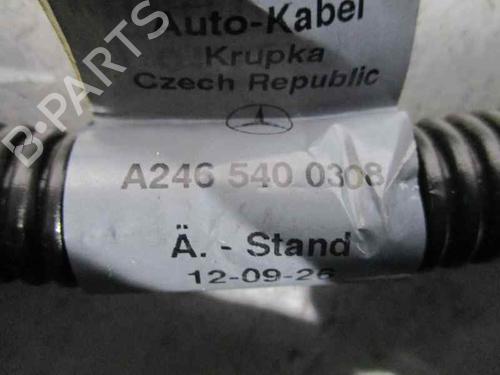 Auto-Kabel
Krupka
Czech Republic
A246 540 0308
Ä. - Stand
12-09-26
B-PARTS